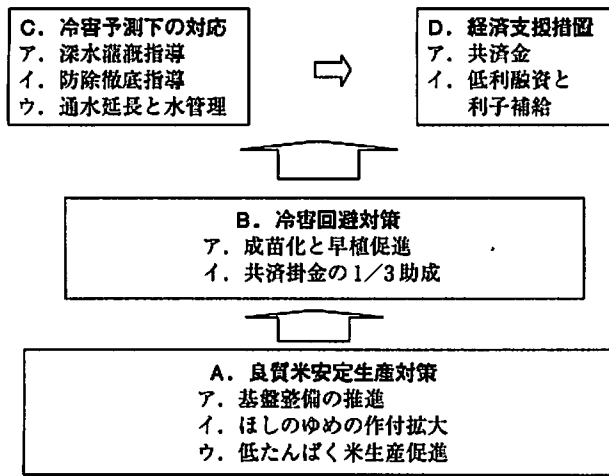 C．冷害予測下の対応
ア．深水灌漑指導
イ．防除徹底指導
ウ．通水延長と水管理
D．経済支援措置
ア．共済金
イ．低利融資と
利子補給
B．冷害回避対策
ア．成苗化と早植促進
イ．共済掛金の1／3助成
A．良質米安定生産対策
ア．基盤整備の推進
イ．ほしのゆめの作付拡大
ウ．低たんぱく米生産促進